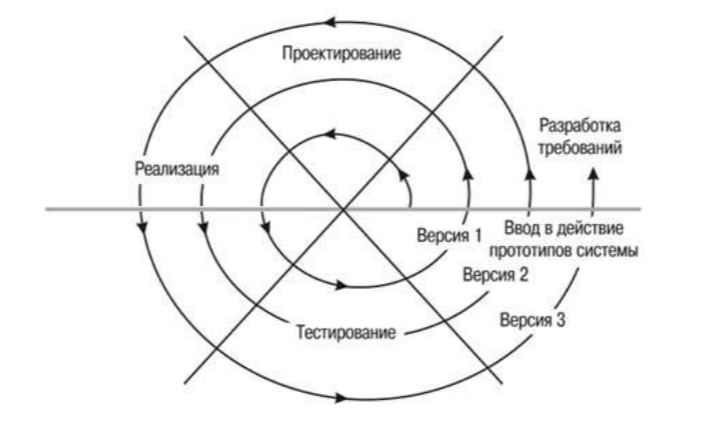 Проектирование
Разработка
требований
Реализация
Версия 1
Ввод в действие
прототипов системы
Версия 2
Версия 3
Тестирование